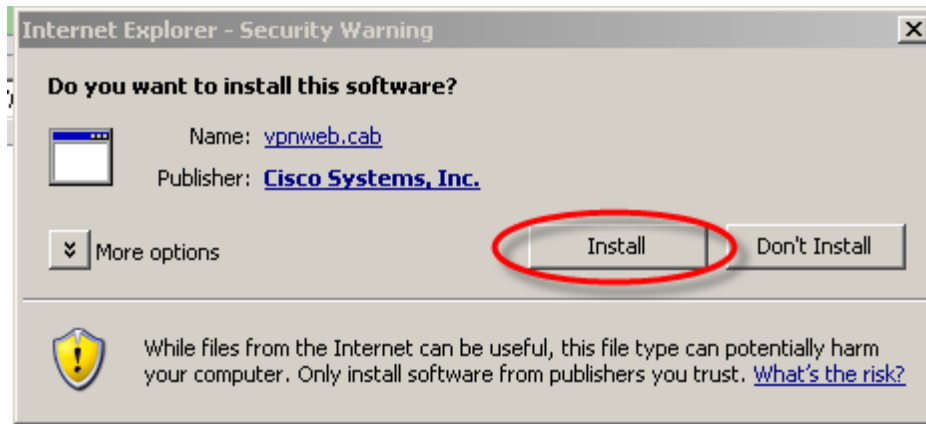 Internet Explorer - Security Warning
Do you want to install this software?
Name: vpnweb.cab
Publisher: Cisco Systems, Inc.
More options
Install
Don't Install
While files from the Internet can be useful, this file type can potentially harm
your computer. Only install software from publishers you trust. What's the risk?